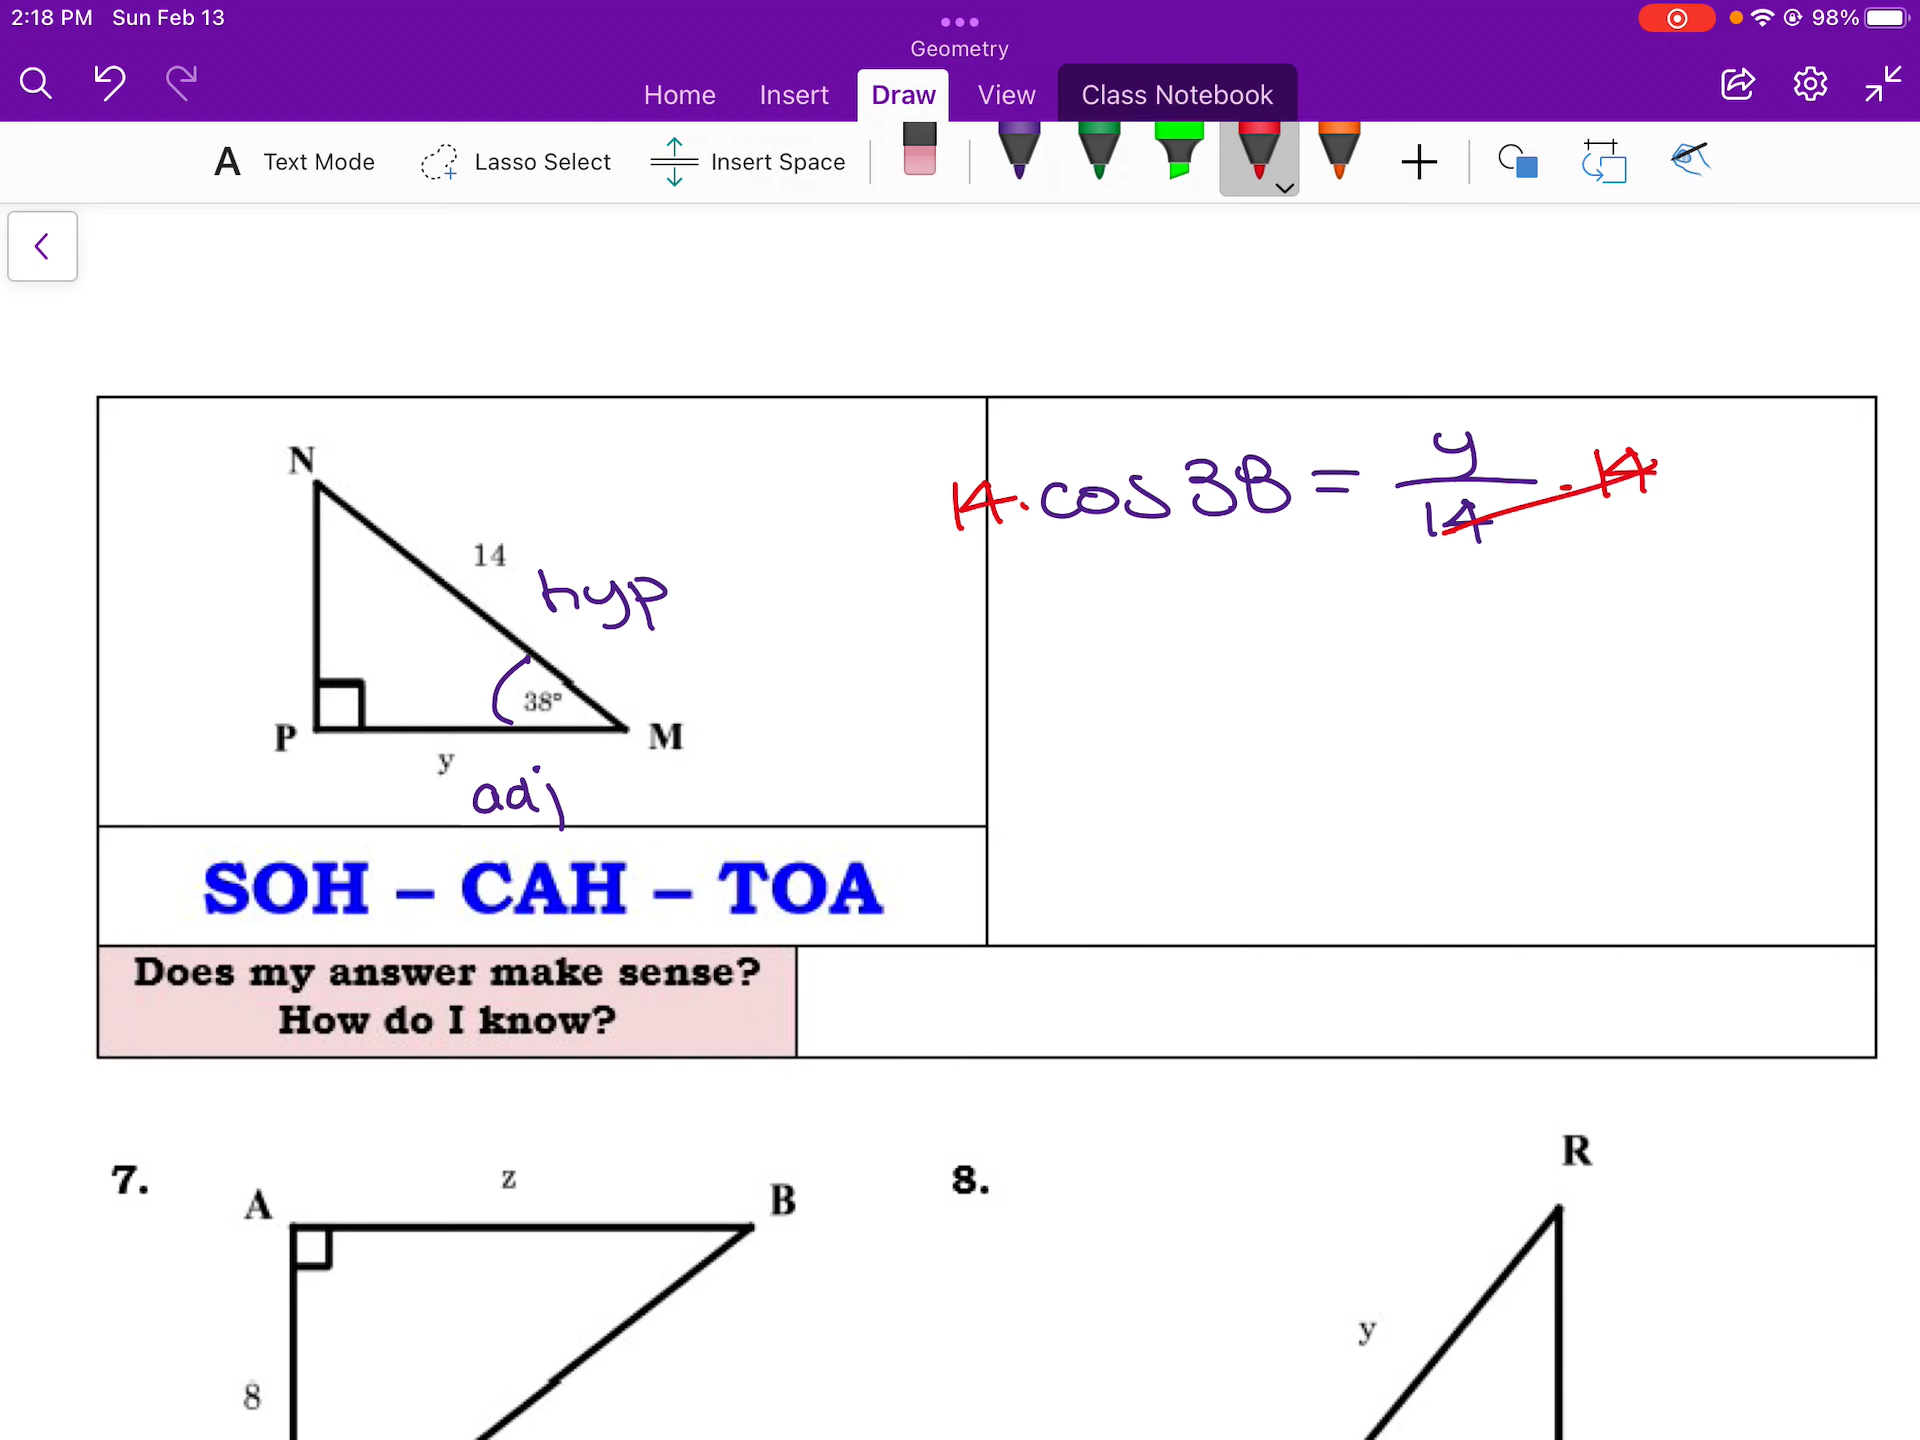 2:18 PM Sun Feb 13
98%
Geometry
Home Insert Draw View Class Notebook
A Text Mode Lasso Select Insert Space
N
14
hyp
38°
P
M
y
adj
14 · cos 38 = y/14 · 14
SOH – CAH – TOA
Does my answer make sense?
How do I know?
7.
A
z
B
8
8.
R
y